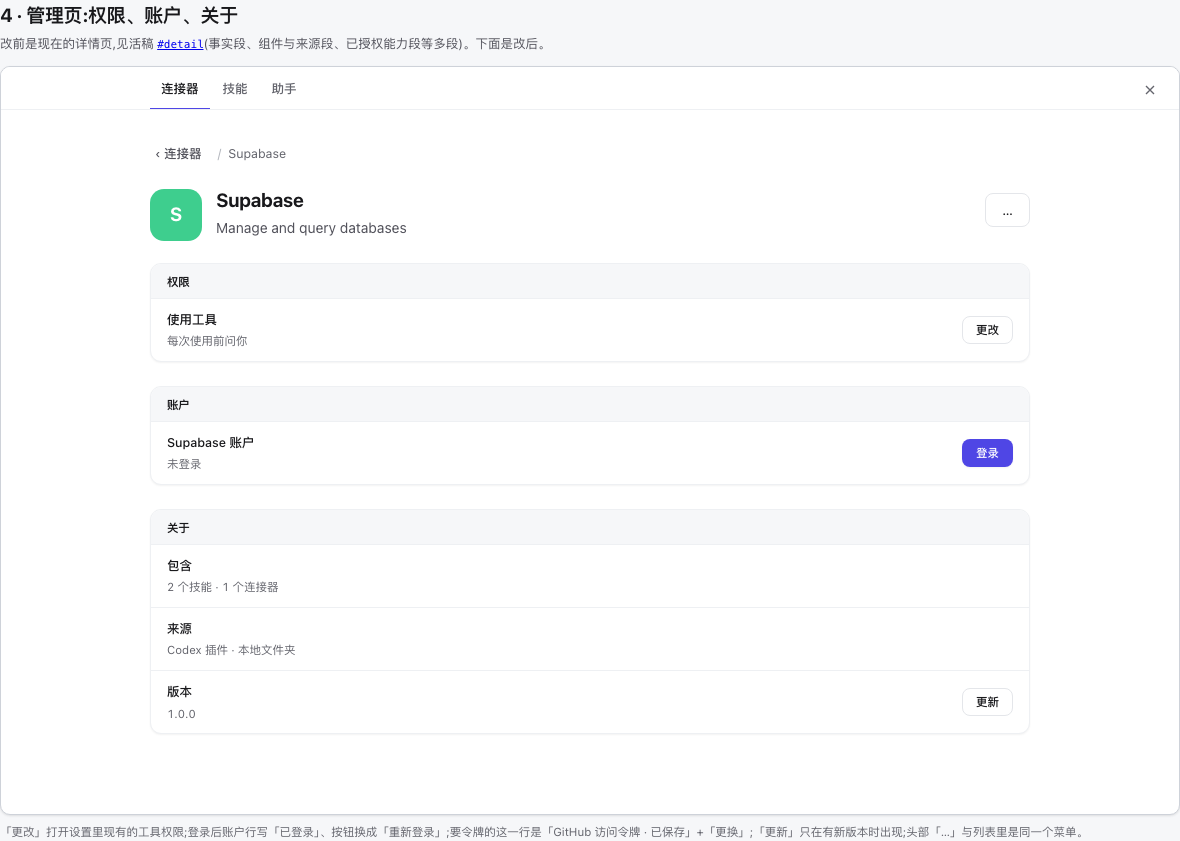 4 · 管理页:权限、账户、关于
改前是现在的详情页,见活稿 #detail(事实段、组件与来源段、已授权能力段等多段)。下面是改后。
连接器 技能 助手 ×
‹ 连接器 / Supabase
S
Supabase
...
Manage and query databases
权限
使用工具
每次使用前问你
更改
账户
Supabase 账户
未登录
登录
关于
包含
2 个技能 · 1 个连接器
来源
Codex 插件 · 本地文件夹
版本
1.0.0
更新
「更改」打开设置里现有的工具权限;登录后账户行写「已登录」、按钮换成「重新登录」;要令牌的这一行是「GitHub 访问令牌 · 已保存」+「更换」;「更新」只在有新版本时出现;头部「...」与列表里是同一个菜单。